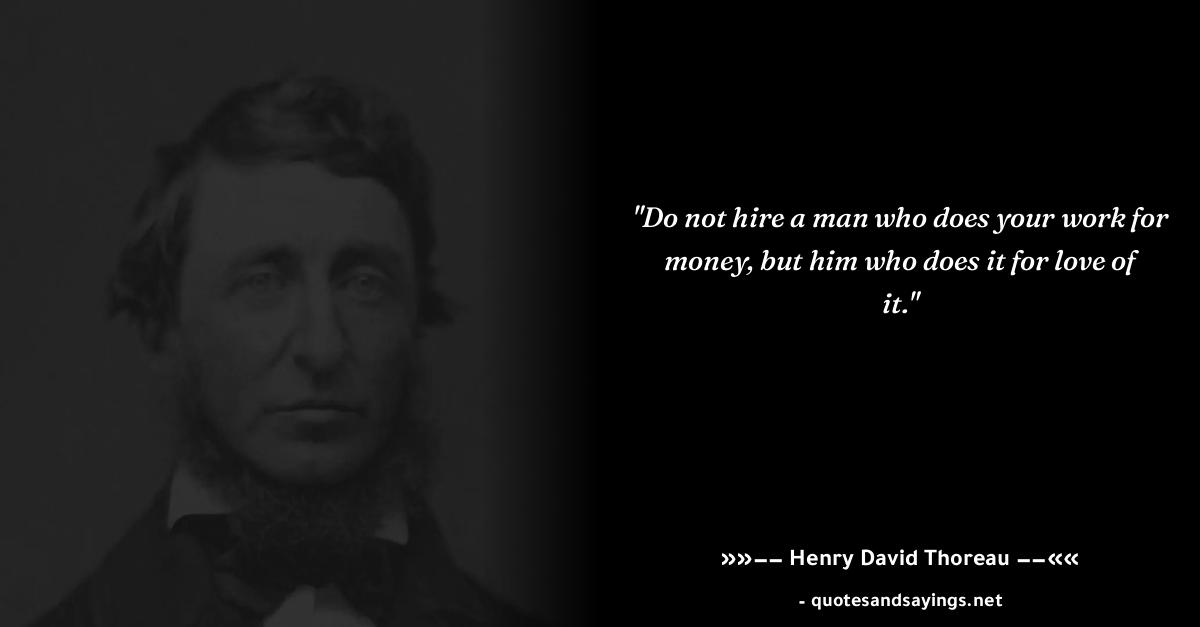 "Do not hire a man who does your work for
money, but him who does it for love of
it."
»»−− Henry David Thoreau −−««
- quotesandsayings.net